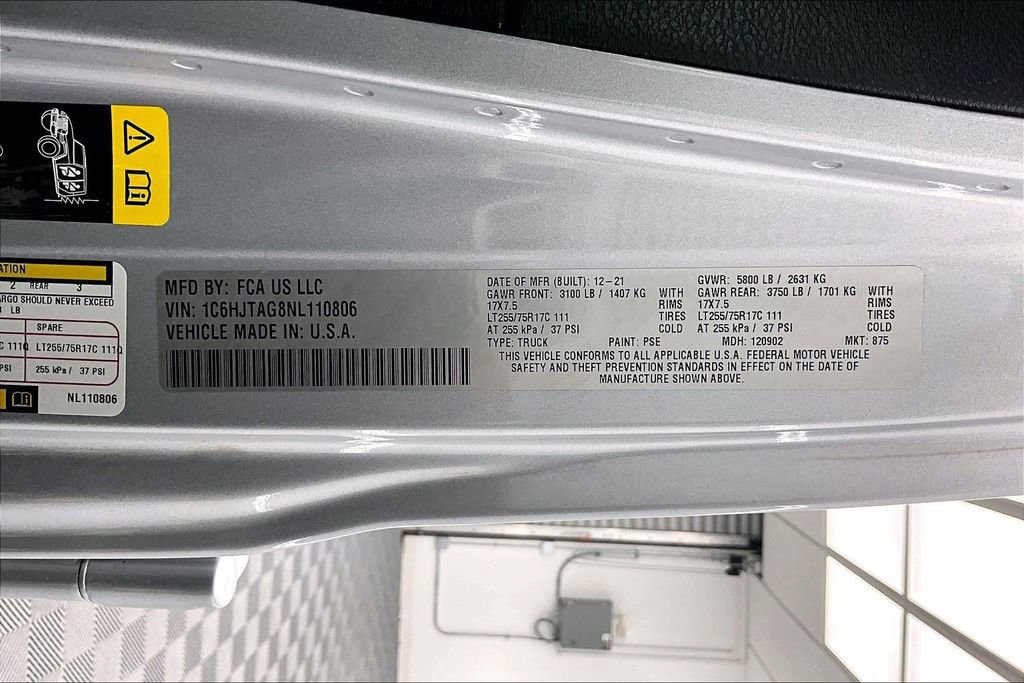 ATION
2 REAR 3
ARGO SHOULD NEVER EXCEED
LB
SPARE
C 111Q LT255/75R17C 111Q
PSI 255 kPa / 37 PSI
NL110806
MFD BY: FCA US LLC
VIN: 1C6HJTAG8NL110806
VEHICLE MADE IN: U.S.A.
DATE OF MFR (BUILT): 12-21
GAWR FRONT: 3100 LB / 1407 KG WITH
17X7.5 RIMS
LT255/75R17C 111 TIRES
AT 255 kPa / 37 PSI COLD
GVWR: 5800 LB / 2631 KG
GAWR REAR: 3750 LB / 1701 KG WITH
17X7.5 RIMS
LT255/75R17C 111 TIRES
AT 255 kPa / 37 PSI COLD
TYPE: TRUCK PAINT: PSE MDH: 120902 MKT: 875
THIS VEHICLE CONFORMS TO ALL APPLICABLE U.S.A. FEDERAL MOTOR VEHICLE
SAFETY AND THEFT PREVENTION STANDARDS IN EFFECT ON THE DATE OF
MANUFACTURE SHOWN ABOVE.